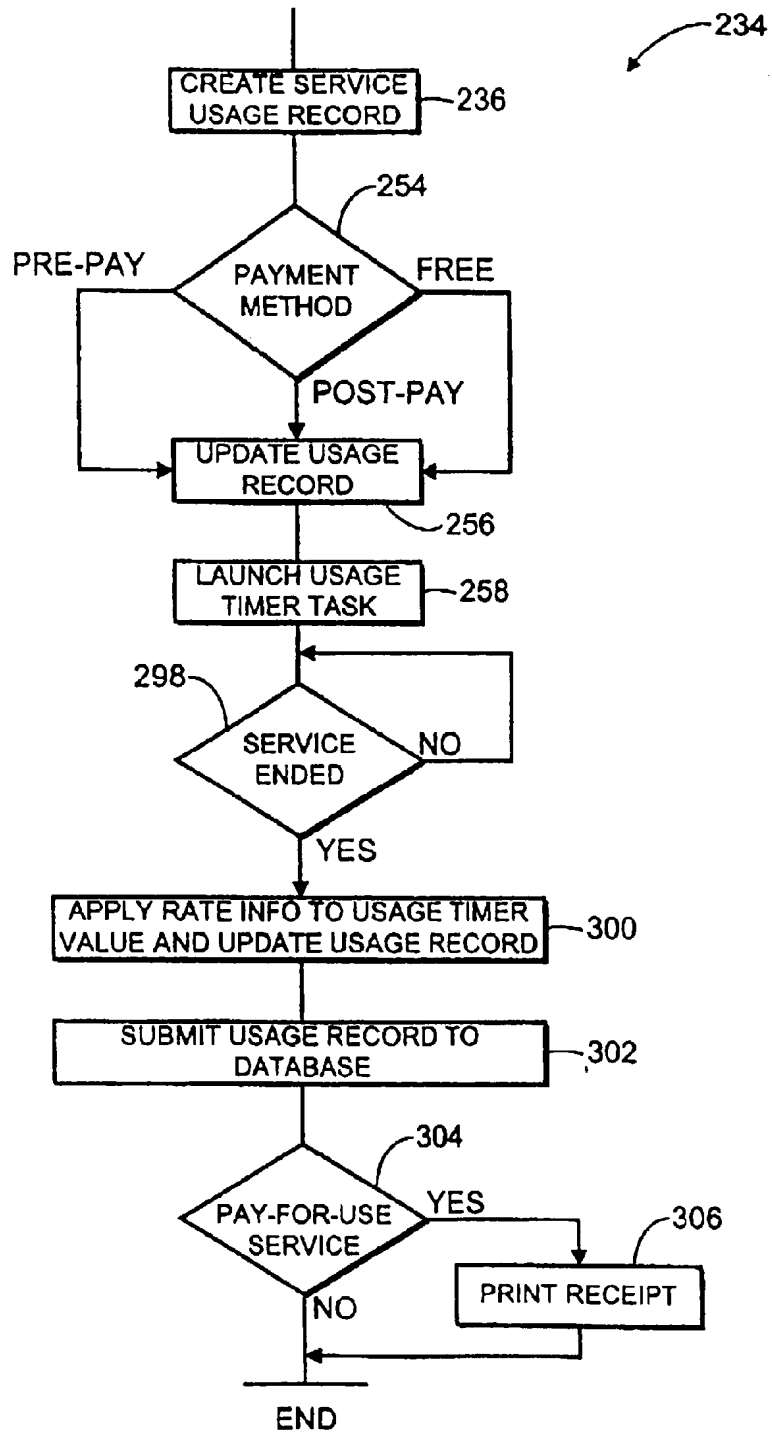 234
CREATE SERVICE
USAGE RECORD
236
254
PRE-PAY
PAYMENT
METHOD
FREE
POST-PAY
UPDATE USAGE
RECORD
256
LAUNCH USAGE
TIMER TASK
258
298
SERVICE
ENDED
NO
YES
APPLY RATE INFO TO USAGE TIMER
VALUE AND UPDATE USAGE RECORD
300
SUBMIT USAGE RECORD TO
DATABASE
302
304
PAY-FOR-USE
SERVICE
YES
306
PRINT RECEIPT
NO
END